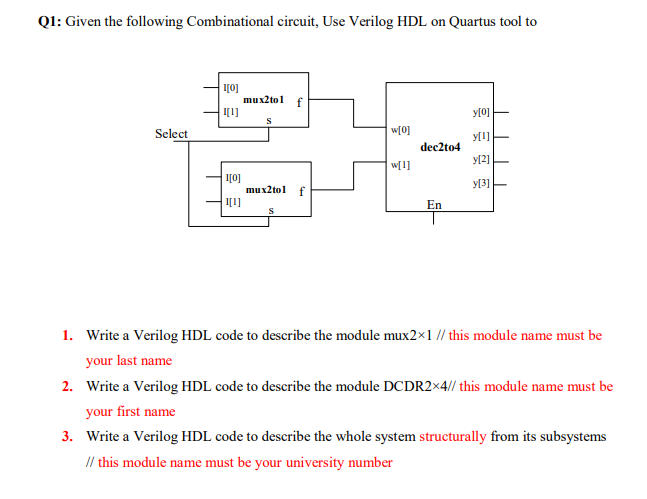 Q1: Given the following Combinational circuit, Use Verilog HDL on Quartus tool to
I[0]
mux2to1 f
I[1]
s
Select
I[0]
mux2to1 f
I[1]
s
w[0]
w[1]
dec2to4
En
y[0]
y[1]
y[2]
y[3]
1. Write a Verilog HDL code to describe the module mux2×1 // this module name must be
your last name
2. Write a Verilog HDL code to describe the module DCDR2×4// this module name must be
your first name
3. Write a Verilog HDL code to describe the whole system structurally from its subsystems
// this module name must be your university number